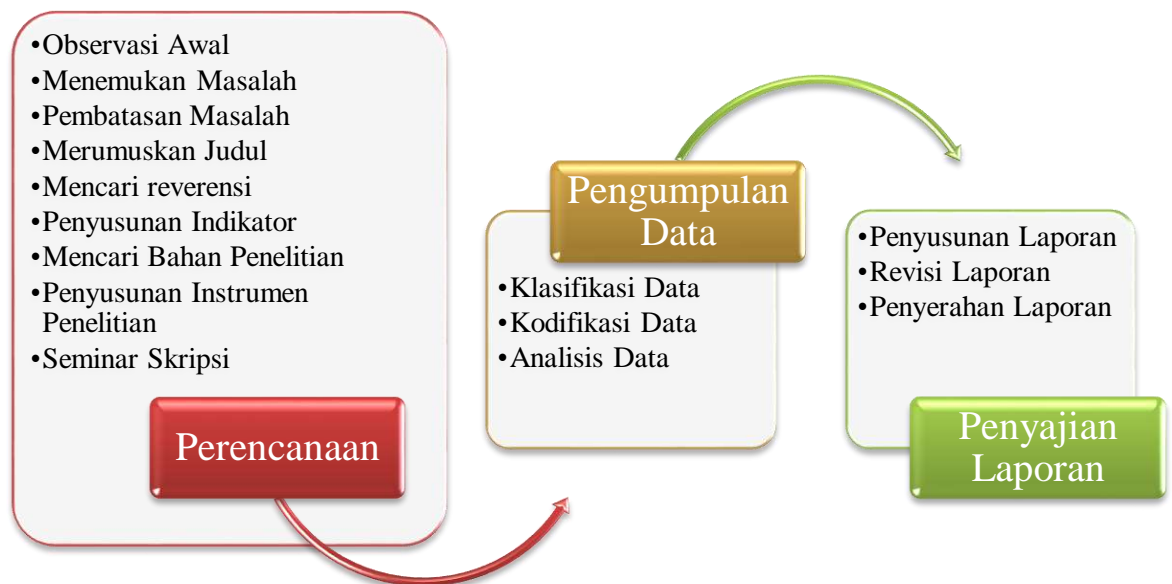 •Observasi Awal
•Menemukan Masalah
•Pembatasan Masalah
•Merumuskan Judul
•Mencari reverensi
•Penyusunan Indikator
•Mencari Bahan Penelitian
•Penyusunan Instrumen
Penelitian
•Seminar Skripsi
Perencanaan
Pengumpulan
Data
•Klasifikasi Data
•Kodifikasi Data
•Analisis Data
•Penyusunan Laporan
•Revisi Laporan
•Penyerahan Laporan
Penyajian
Laporan